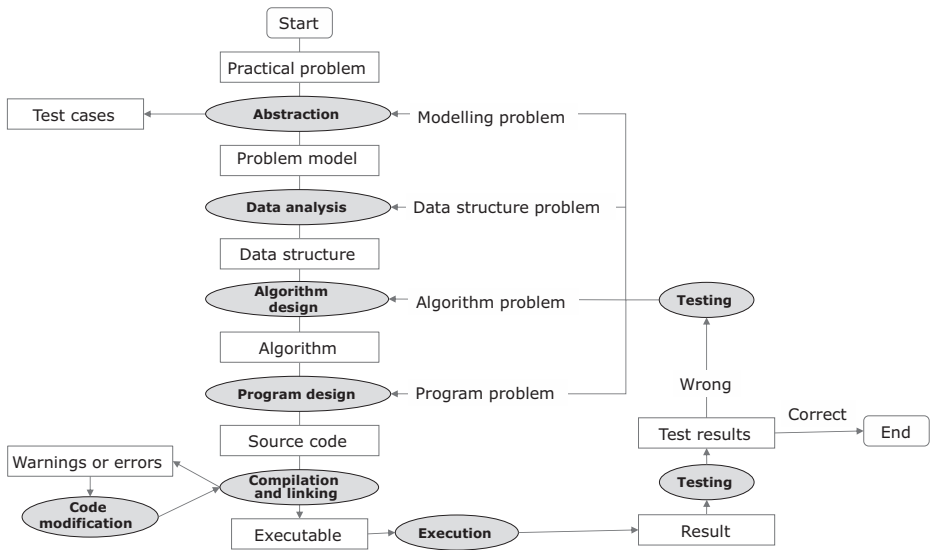 Start
Practical problem
Test cases
Abstraction
Modelling problem
Problem model
Data analysis
Data structure problem
Data structure
Algorithm
design
Algorithm problem
Testing
Algorithm
Wrong
Program design
Program problem
Correct
Source code
Test results
End
Warnings or errors
Compilation
and linking
Testing
Code
modification
Executable
Execution
Result